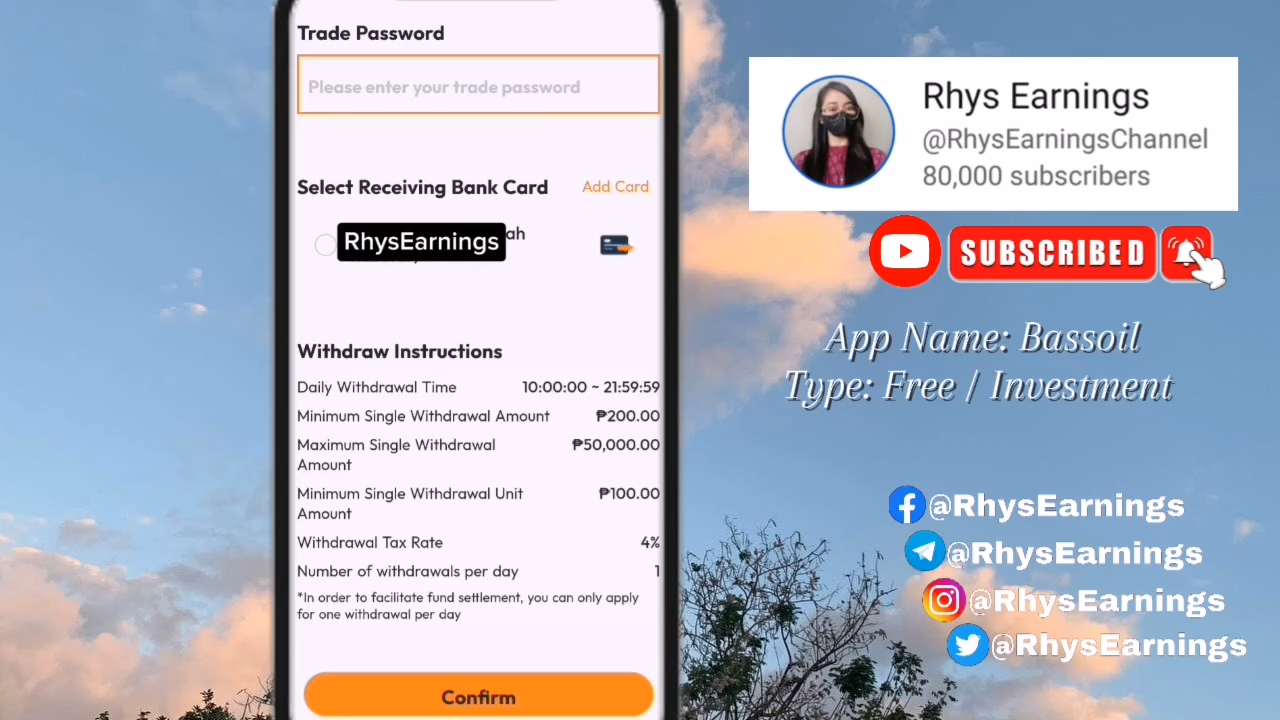 Trade Password
Please enter your trade password
Select Receiving Bank Card
Add Card
RhysEarnings
ah
Withdraw Instructions
Daily Withdrawal Time 10:00:00 ~ 21:59:59
Minimum Single Withdrawal Amount ₱200.00
Maximum Single Withdrawal ₱50,000.00
Amount
Minimum Single Withdrawal Unit ₱100.00
Amount
Withdrawal Tax Rate 4%
Number of withdrawals per day 1
*In order to facilitate fund settlement, you can only apply
for one withdrawal per day
Confirm
Rhys Earnings
@RhysEarningsChannel
80,000 subscribers
SUBSCRIBED
App Name: Bassoil
Type: Free / Investment
@RhysEarnings
@RhysEarnings
@RhysEarnings
@RhysEarnings